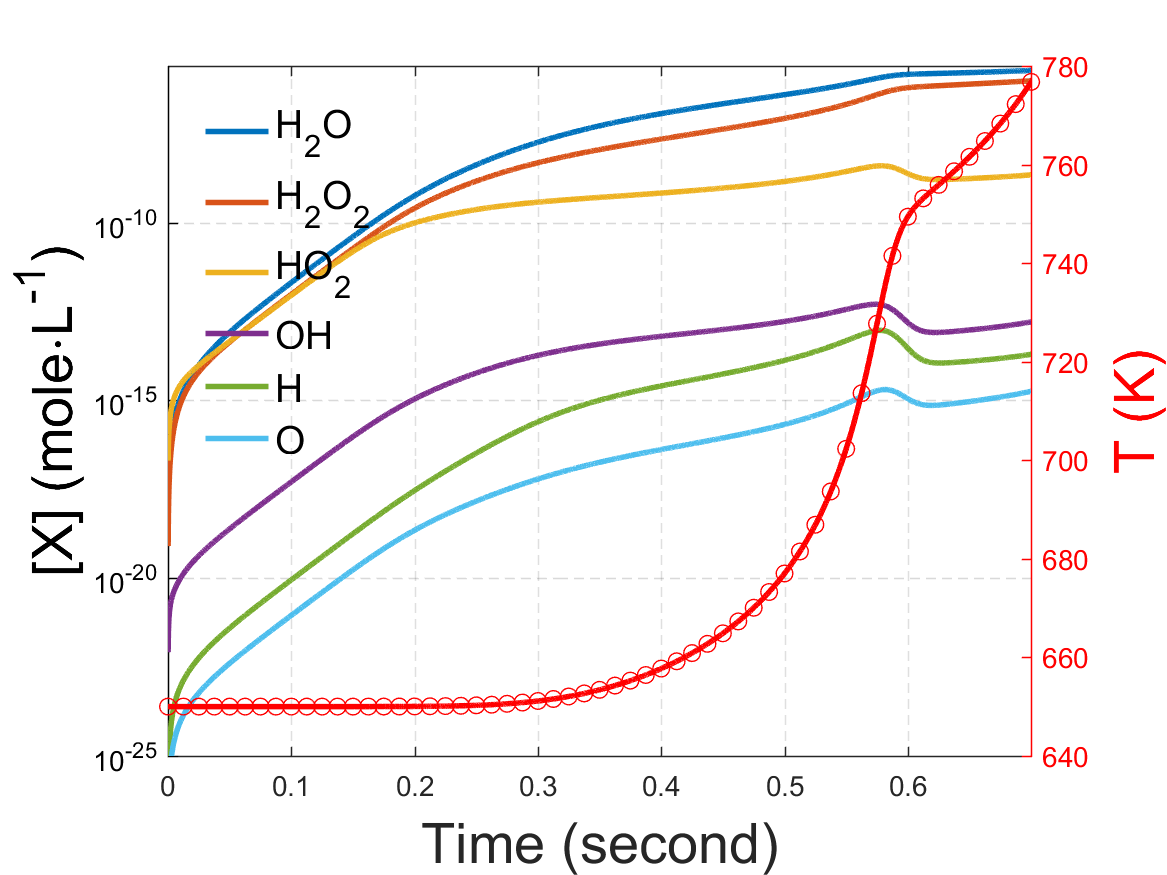 780
760
740
720
700
680
660
640
10⁻¹⁰
10⁻¹⁵
10⁻²⁰
10⁻²⁵
H₂O
H₂O₂
HO₂
OH
H
O
[X] (mole·L⁻¹)
T (K)
0 0.1 0.2 0.3 0.4 0.5 0.6
Time (second)